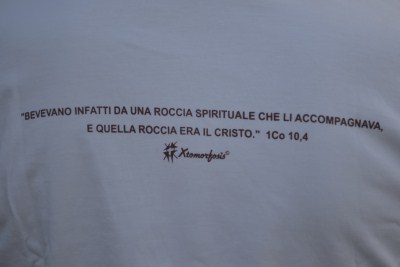 "BEVEVANO INFATTI DA UNA ROCCIA SPIRITUALE CHE LI ACCOMPAGNAVA,
E QUELLA ROCCIA ERA IL CRISTO." 1Co 10,4
Xtomorfosis©